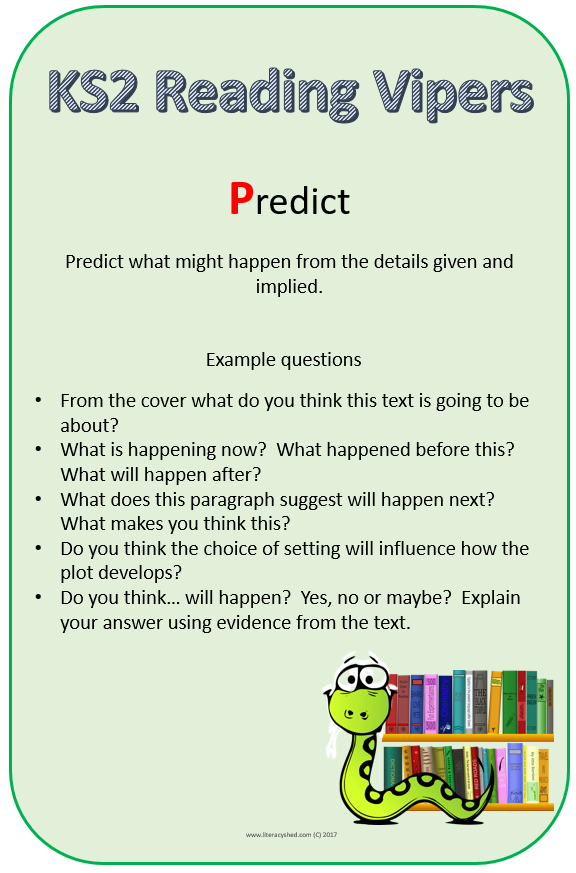 KS2 Reading Vipers
Predict
Predict what might happen from the details given and
implied.
Example questions
• From the cover what do you think this text is going to be
about?
• What is happening now?  What happened before this?
What will happen after?
• What does this paragraph suggest will happen next?
What makes you think this?
• Do you think the choice of setting will influence how the
plot develops?
• Do you think… will happen?  Yes, no or maybe?  Explain
your answer using evidence from the text.
www.literacyshed.com (C) 2017